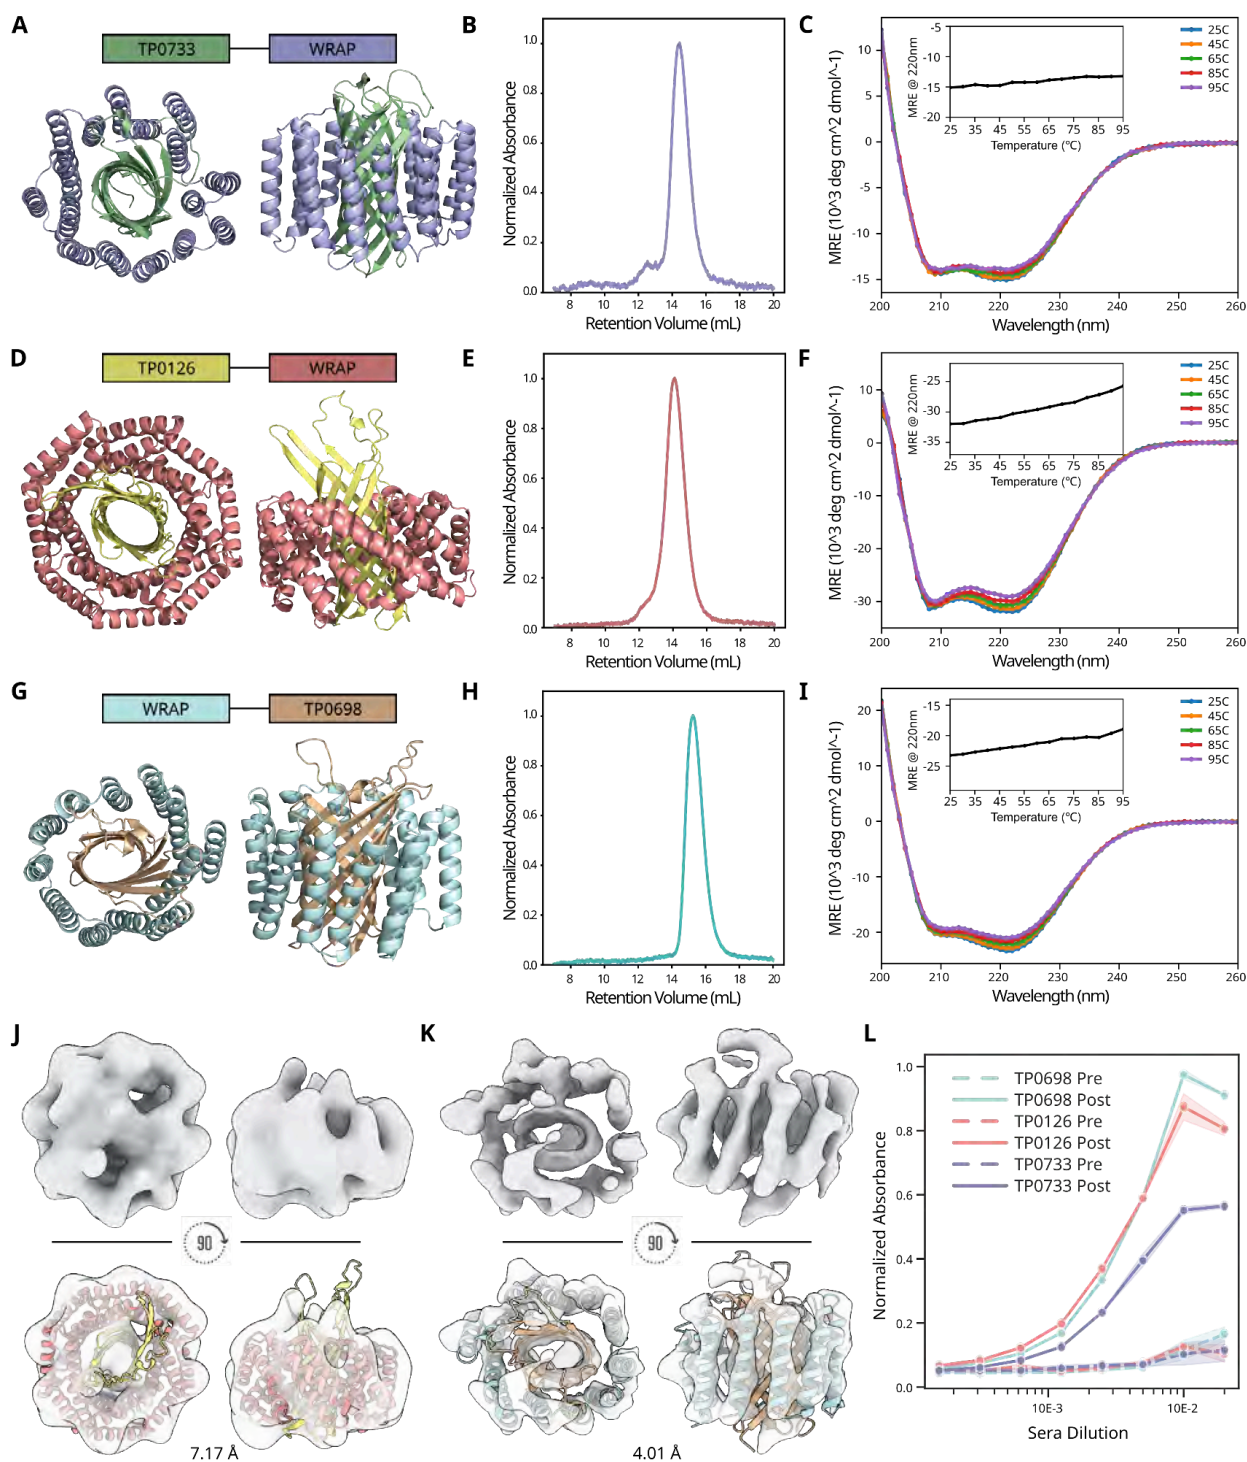 A
TP0733 WRAP
B
1.0
0.8
0.6
0.4
0.2
0.0
Normalized Absorbance
8 10 12 14 16 18 20
Retention Volume (mL)
C
10
5
0
-5
-10
-15
MRE (10^3 deg cm^2 dmol^-1)
200 210 220 230 240 250 260
Wavelength (nm)
-5
-10
-15
-20
MRE @ 220nm
25 35 45 55 65 75 85 95
Temperature (°C)
25C
45C
65C
85C
95C
D
TP0126 WRAP
E
1.0
0.8
0.6
0.4
0.2
0.0
Normalized Absorbance
8 10 12 14 16 18 20
Retention Volume (mL)
F
10
0
-10
-20
-30
MRE (10^3 deg cm^2 dmol^-1)
200 210 220 230 240 250 260
Wavelength (nm)
-25
-30
-35
MRE @ 220nm
25 35 45 55 65 75 85
Temperature (°C)
25C
45C
65C
85C
95C
G
WRAP TP0698
H
1.0
0.8
0.6
0.4
0.2
0.0
Normalized Absorbance
8 10 12 14 16 18 20
Retention Volume (mL)
I
20
10
0
-10
-20
MRE (10^3 deg cm^2 dmol^-1)
200 210 220 230 240 250 260
Wavelength (nm)
-15
-20
-25
MRE @ 220nm
25 35 45 55 65 75 85 95
Temperature (°C)
25C
45C
65C
85C
95C
J
90
7.17 Å
K
90
4.01 Å
L
1.0
0.8
0.6
0.4
0.2
0.0
Normalized Absorbance
TP0698 Pre
TP0698 Post
TP0126 Pre
TP0126 Post
TP0733 Pre
TP0733 Post
10E-3 10E-2
Sera Dilution